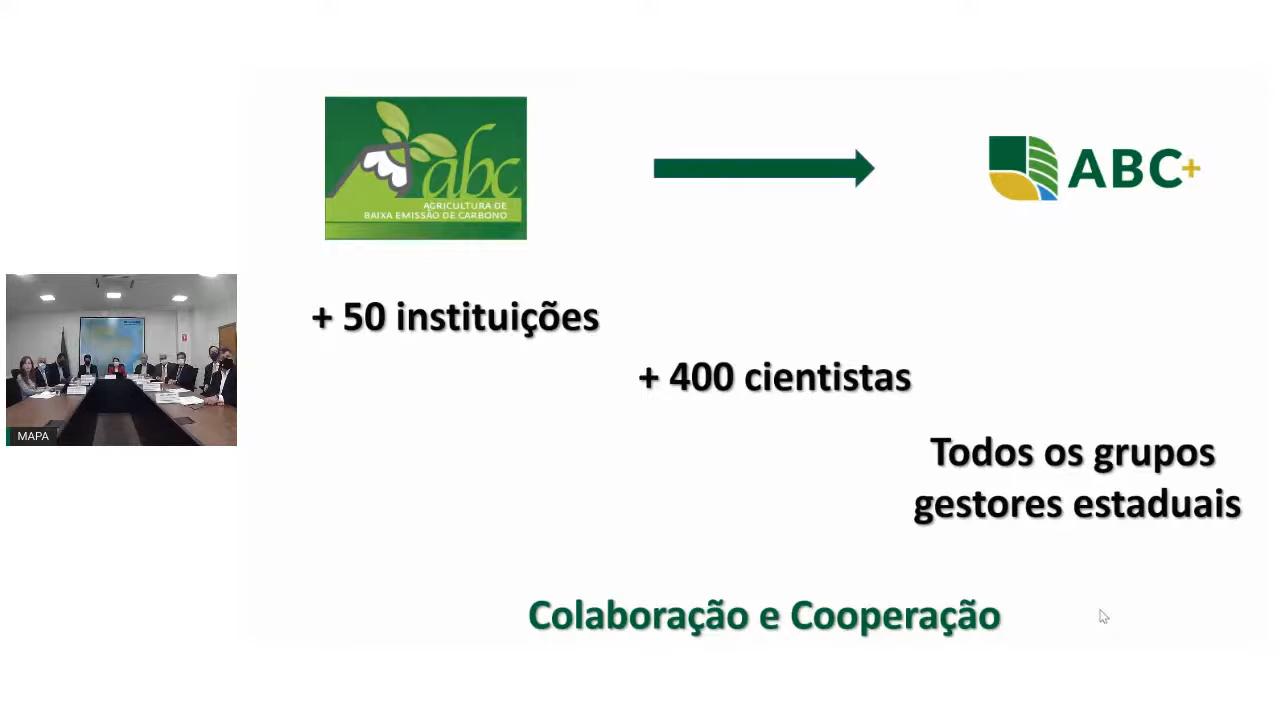 abc
AGRICULTURA DE
BAIXA EMISSÃO DE CARBONO
ABC+
+ 50 instituições
+ 400 cientistas
MAPA
Todos os grupos
gestores estaduais
Colaboração e Cooperação